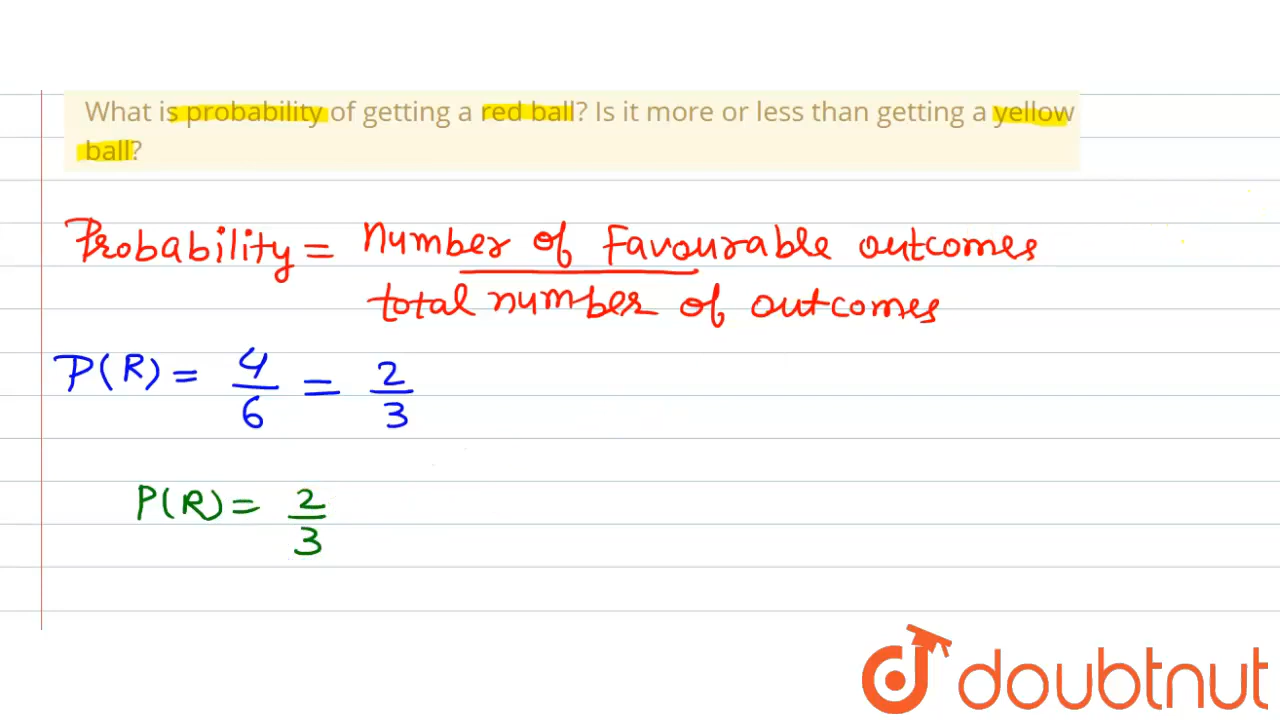 What is probability of getting a red ball? Is it more or less than getting a yellow
ball?
Probability = Number of Favourable outcomes
total number of outcomes
P(R) = 4/6 = 2/3
P(R) = 2/3
doubtnut